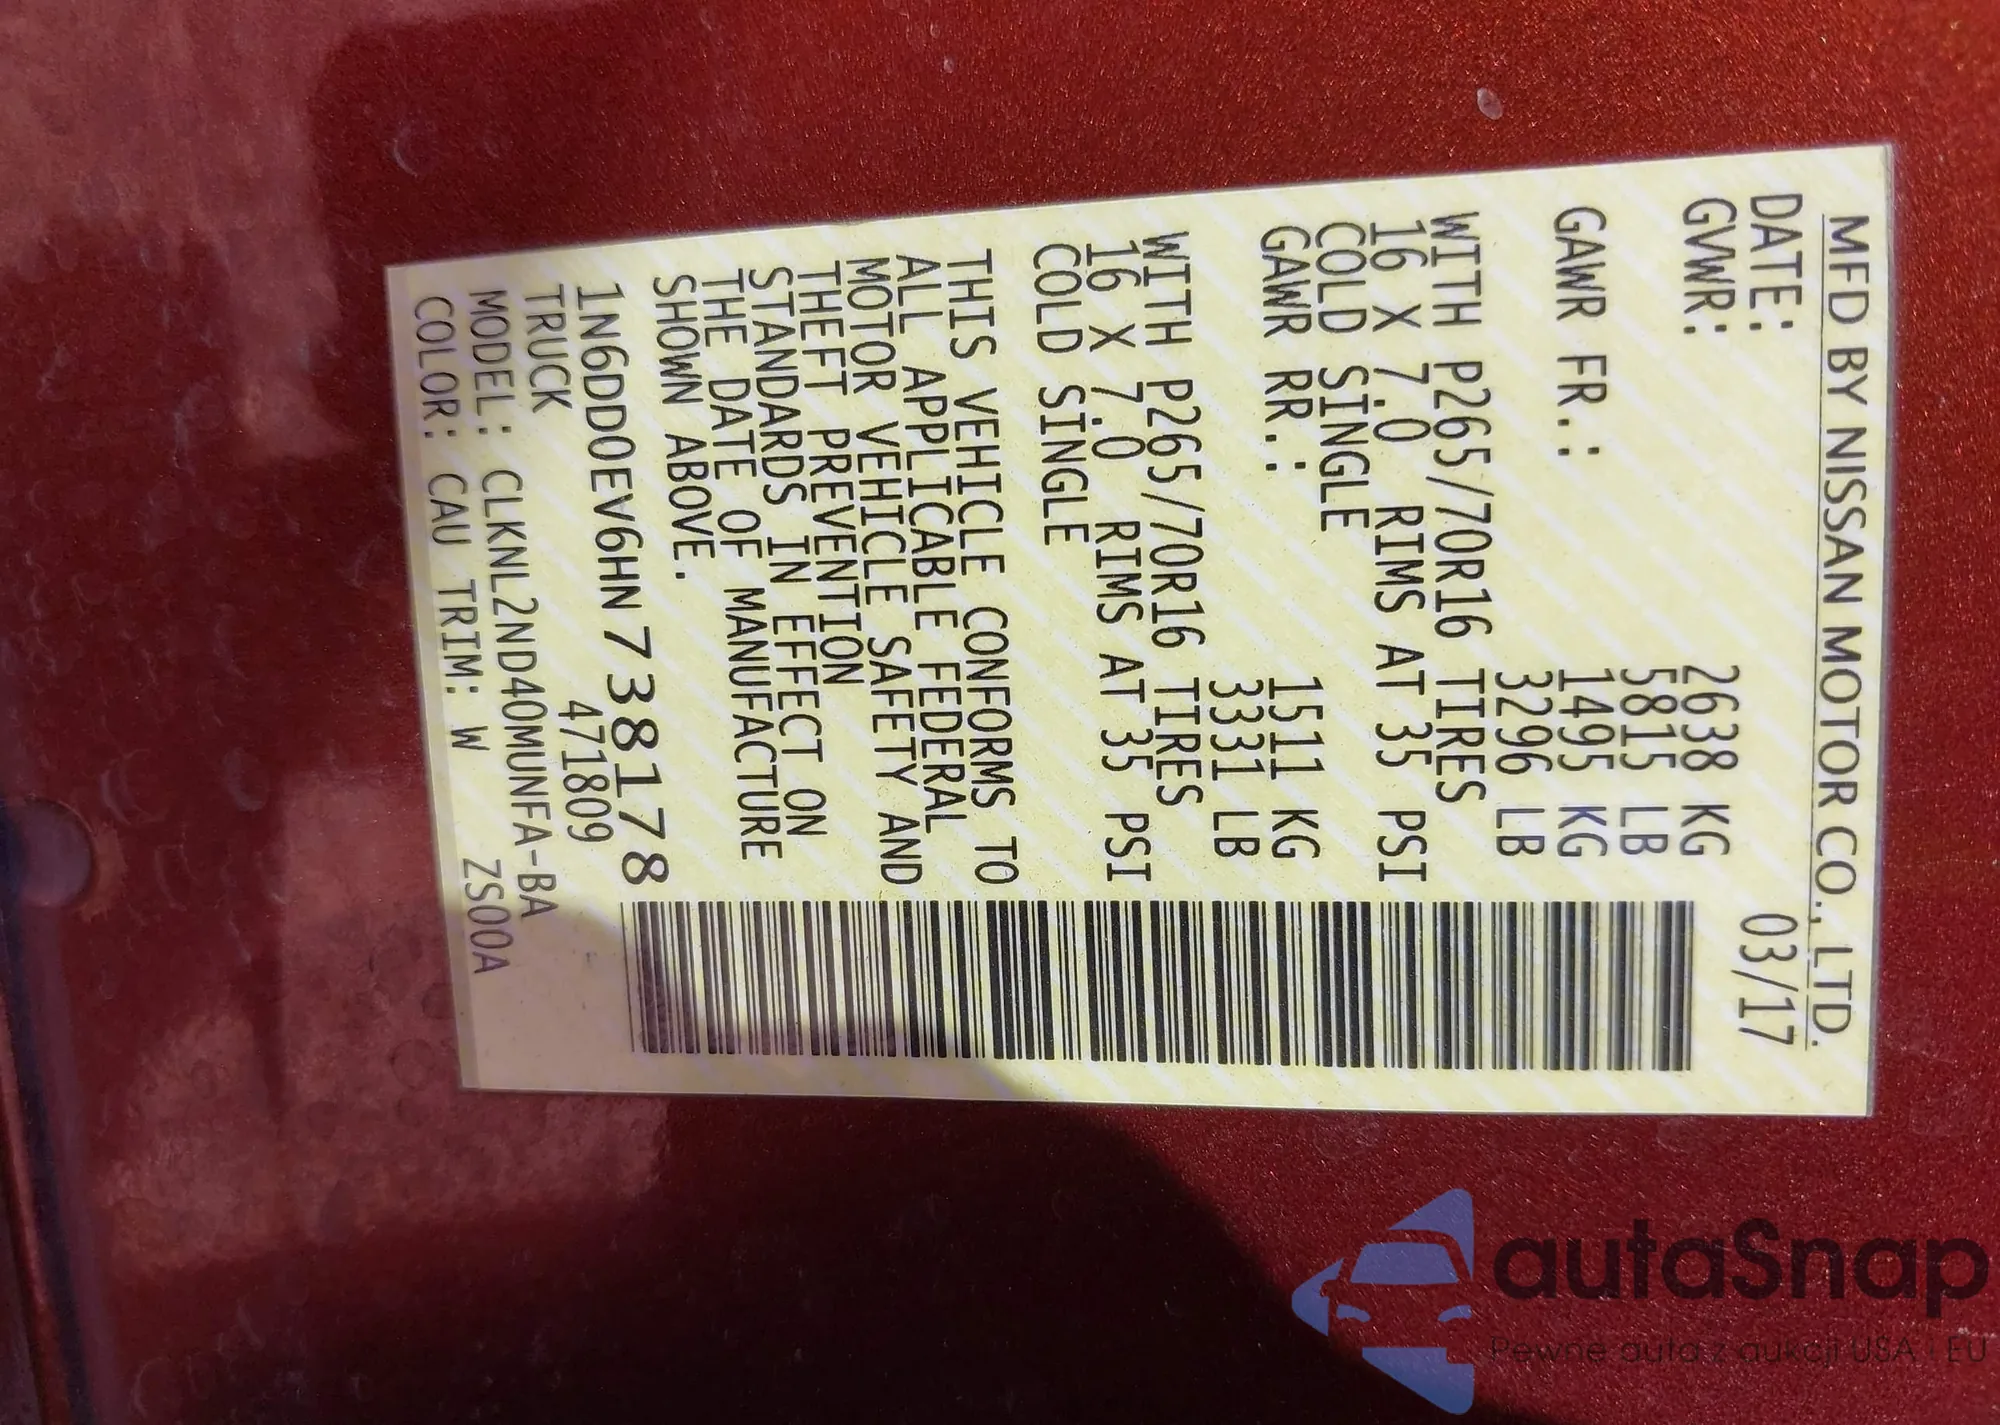 MFD BY NISSAN MOTOR CO., LTD.
DATE: 03/17
GVWR: 2638 KG
5815 LB
GAWR FR.: 1495 KG
3296 LB
WITH P265/70R16 TIRES
16 X 7.0 RIMS AT 35 PSI
COLD SINGLE
GAWR RR.: 1511 KG
3331 LB
WITH P265/70R16 TIRES
16 X 7.0 RIMS AT 35 PSI
COLD SINGLE
THIS VEHICLE CONFORMS TO
ALL APPLICABLE FEDERAL
MOTOR VEHICLE SAFETY AND
THEFT PREVENTION
STANDARDS IN EFFECT ON
THE DATE OF MANUFACTURE
SHOWN ABOVE.
1N6DD0EV6HN738178
TRUCK 471809
MODEL: CLKNL2ND40MUNFA-BA
COLOR: CAU TRIM: W ZS00A
autaSnap
Pewne auta z aukcji USA i EU